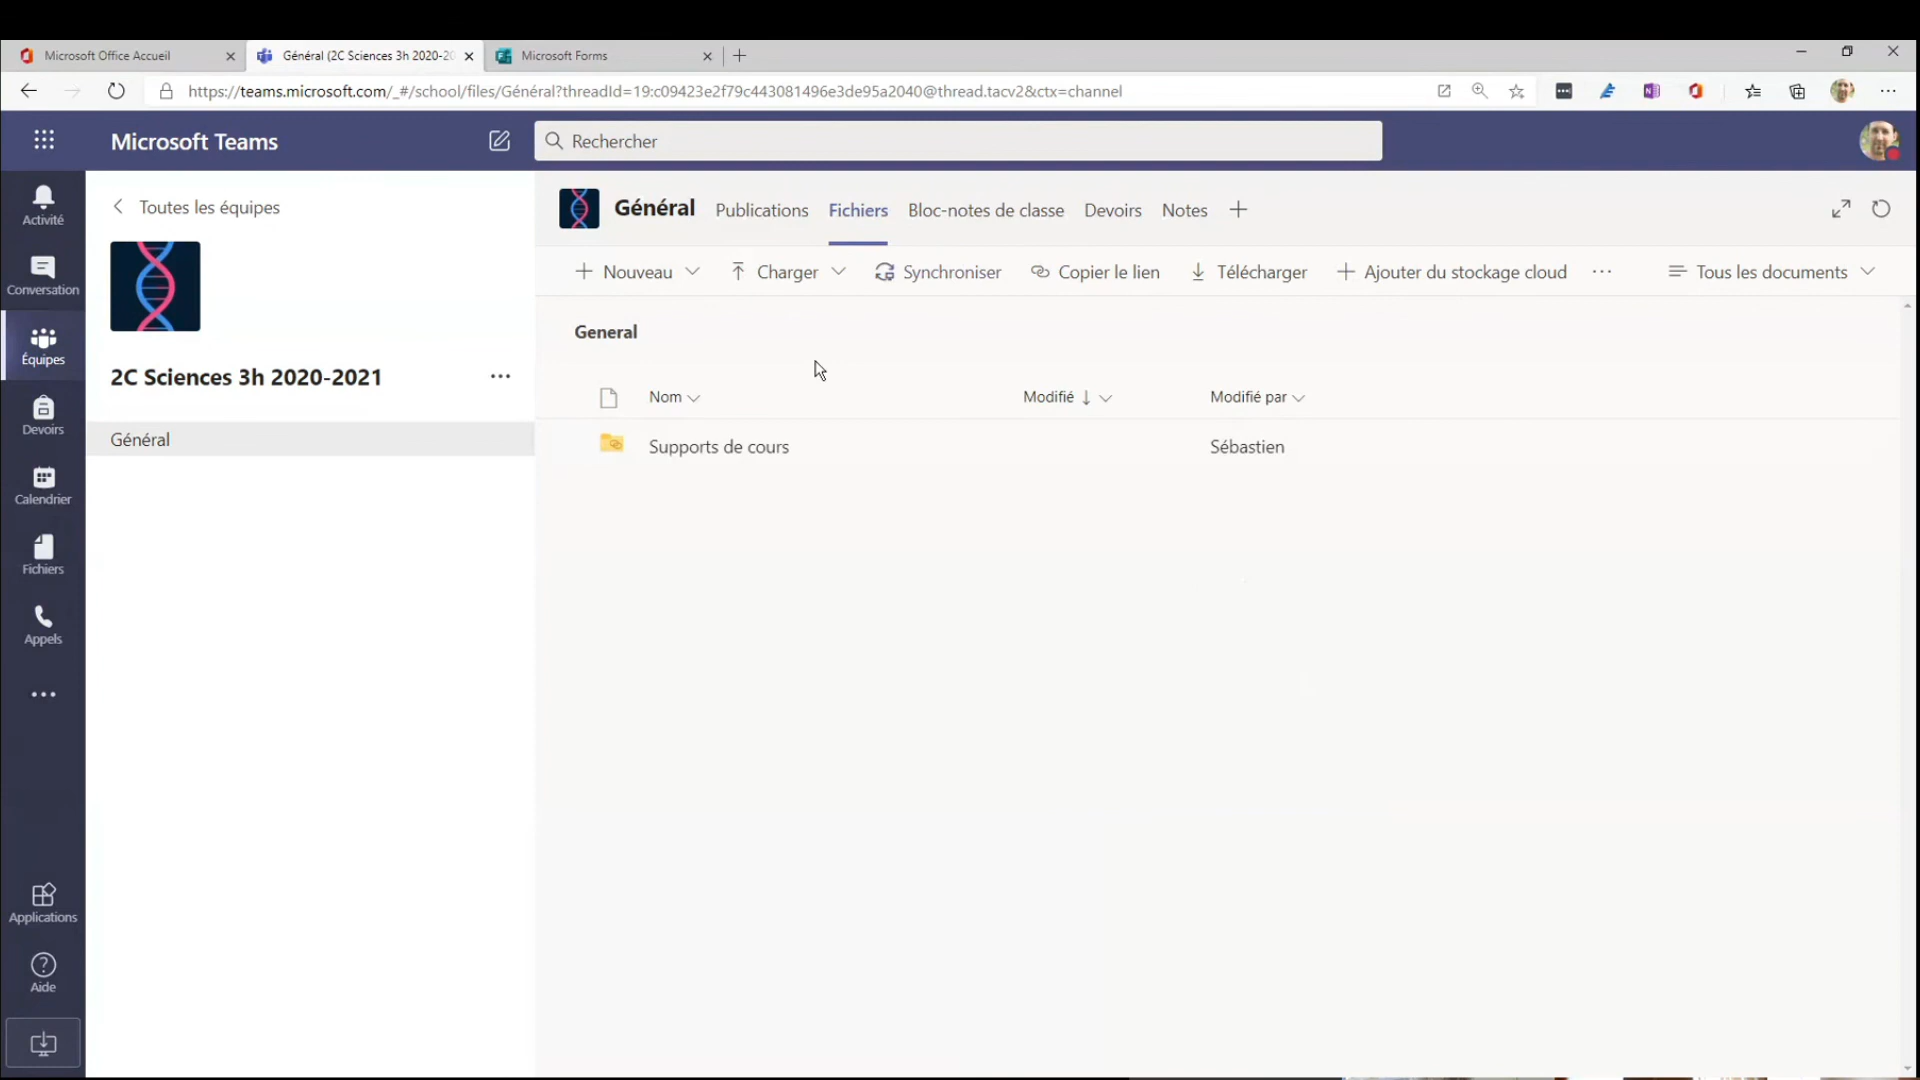 Microsoft Office Accueil
Général (2C Sciences 3h 2020-20
Microsoft Forms
https://teams.microsoft.com/_#/school/files/Général?threadId=19:c09423e2f79c443081496e3de95a2040@thread.tacv2&ctx=channel
Microsoft Teams
Rechercher
Activité
Conversation
Équipes
Devoirs
Calendrier
Fichiers
Appels
Applications
Aide
Toutes les équipes
2C Sciences 3h 2020-2021
Général
Général Publications Fichiers Bloc-notes de classe Devoirs Notes
Nouveau Charger Synchroniser Copier le lien Télécharger Ajouter du stockage cloud Tous les documents
General
Nom Modifié Modifié par
Supports de cours Sébastien